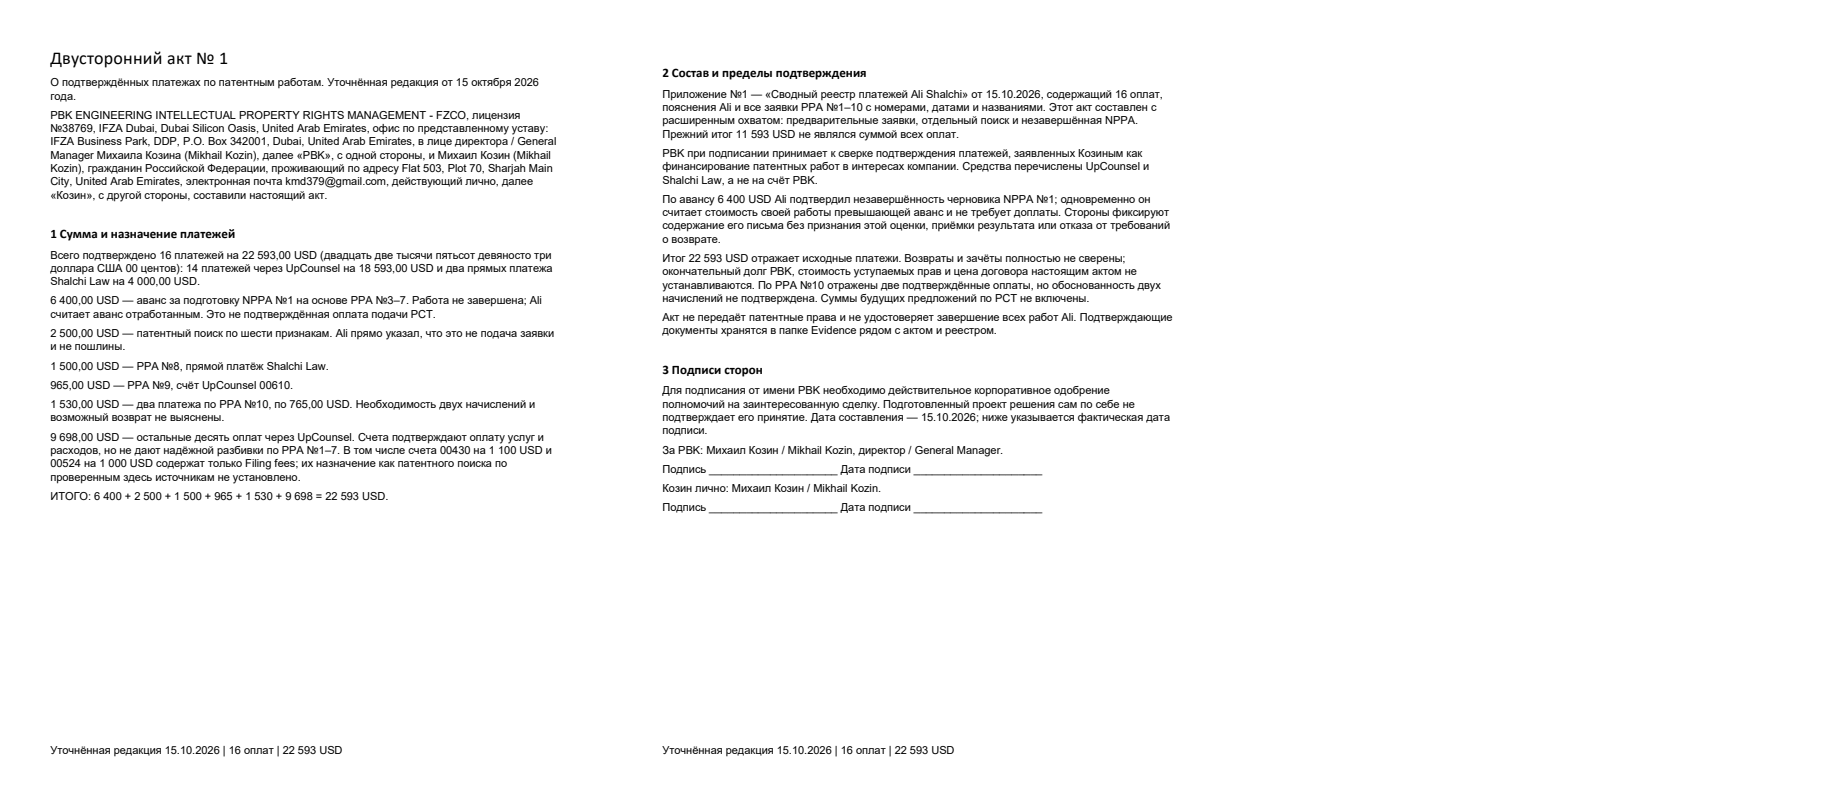 Двусторонний акт № 1
О подтверждённых платежах по патентным работам. Уточнённая редакция от 15 октября 2026
года.
PBK ENGINEERING INTELLECTUAL PROPERTY RIGHTS MANAGEMENT - FZCO, лицензия
№38769, IFZA Dubai, Dubai Silicon Oasis, United Arab Emirates, офис по представленному уставу:
IFZA Business Park, DDP, P.O. Box 342001, Dubai, United Arab Emirates, в лице директора / General
Manager Михаила Козина (Mikhail Kozin), далее «PBK», с одной стороны, и Михаил Козин (Mikhail
Kozin), гражданин Российской Федерации, проживающий по адресу Flat 503, Plot 70, Sharjah Main
City, United Arab Emirates, электронная почта kmd379@gmail.com, действующий лично, далее
«Козин», с другой стороны, составили настоящий акт.
1 Сумма и назначение платежей
Всего подтверждено 16 платежей на 22 593,00 USD (двадцать две тысячи пятьсот девяносто три
доллара США 00 центов): 14 платежей через UpCounsel на 18 593,00 USD и два прямых платежа
Shalchi Law на 4 000,00 USD.
6 400,00 USD — аванс за подготовку NPPA №1 на основе PPA №3–7. Работа не завершена; Ali
считает аванс отработанным. Это не подтверждённая оплата подачи PCT.
2 500,00 USD — патентный поиск по шести признакам. Ali прямо указал, что это не подача заявки
и не пошлины.
1 500,00 USD — PPA №8, прямой платёж Shalchi Law.
965,00 USD — PPA №9, счёт UpCounsel 00610.
1 530,00 USD — два платежа по PPA №10, по 765,00 USD. Необходимость двух начислений и
возможный возврат не выяснены.
9 698,00 USD — остальные десять оплат через UpCounsel. Счета подтверждают оплату услуг и
расходов, но не дают надёжной разбивки по PPA №1–7. В том числе счета 00430 на 1 100 USD и
00524 на 1 000 USD содержат только Filing fees; их назначение как патентного поиска по
проверенным здесь источникам не установлено.
ИТОГО: 6 400 + 2 500 + 1 500 + 965 + 1 530 + 9 698 = 22 593 USD.
Уточнённая редакция 15.10.2026 | 16 оплат | 22 593 USD
2 Состав и пределы подтверждения
Приложение №1 — «Сводный реестр платежей Ali Shalchi» от 15.10.2026, содержащий 16 оплат,
пояснения Ali и все заявки PPA №1–10 с номерами, датами и названиями. Этот акт составлен с
расширенным охватом: предварительные заявки, отдельный поиск и незавершённая NPPA.
Прежний итог 11 593 USD не являлся суммой всех оплат.
PBK при подписании принимает к сверке подтверждения платежей, заявленных Козиным как
финансирование патентных работ в интересах компании. Средства перечислены UpCounsel и
Shalchi Law, а не на счёт PBK.
По авансу 6 400 USD Ali подтвердил незавершённость черновика NPPA №1; одновременно он
считает стоимость своей работы превышающей аванс и не требует доплаты. Стороны фиксируют
содержание его письма без признания этой оценки, приёмки результата или отказа от требований
о возврате.
Итог 22 593 USD отражает исходные платежи. Возвраты и зачёты полностью не сверены;
окончательный долг PBK, стоимость уступаемых прав и цена договора настоящим актом не
устанавливаются. По PPA №10 отражены две подтверждённые оплаты, но обоснованность двух
начислений не подтверждена. Суммы будущих предложений по PCT не включены.
Акт не передаёт патентные права и не удостоверяет завершение всех работ Ali. Подтверждающие
документы хранятся в папке Evidence рядом с актом и реестром.
3 Подписи сторон
Для подписания от имени PBK необходимо действительное корпоративное одобрение
полномочий на заинтересованную сделку. Подготовленный проект решения сам по себе не
подтверждает его принятие. Дата составления — 15.10.2026; ниже указывается фактическая дата
подписи.
За PBK: Михаил Козин / Mikhail Kozin, директор / General Manager.
Подпись _____________________ Дата подписи _____________________
Козин лично: Михаил Козин / Mikhail Kozin.
Подпись _____________________ Дата подписи _____________________
Уточнённая редакция 15.10.2026 | 16 оплат | 22 593 USD